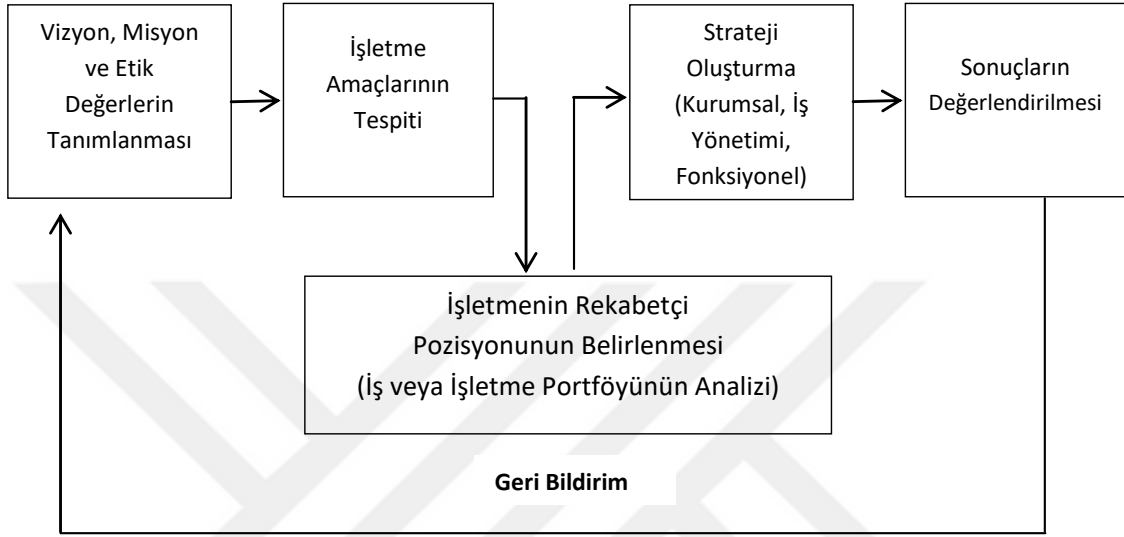 Vizyon, Misyon
ve Etik
Değerlerin
Tanımlanması
İşletme
Amaçlarının
Tespiti
Strateji
Oluşturma
(Kurumsal, İş
Yönetimi,
Fonksiyonel)
Sonuçların
Değerlendirilmesi
İşletmenin Rekabetçi
Pozisyonunun Belirlenmesi
(İş veya İşletme Portföyünün Analizi)
Geri Bildirim